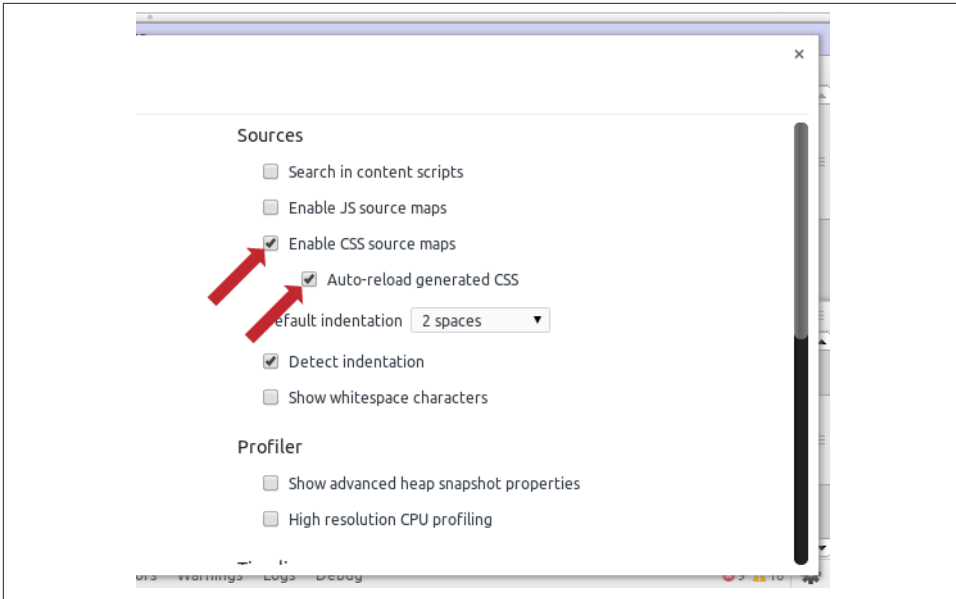 ×
Sources
Search in content scripts
Enable JS source maps
Enable CSS source maps
Auto-reload generated CSS
efault indentation 2 spaces
Detect indentation
Show whitespace characters
Profiler
Show advanced heap snapshot properties
High resolution CPU profiling
Warnings Logs Debug